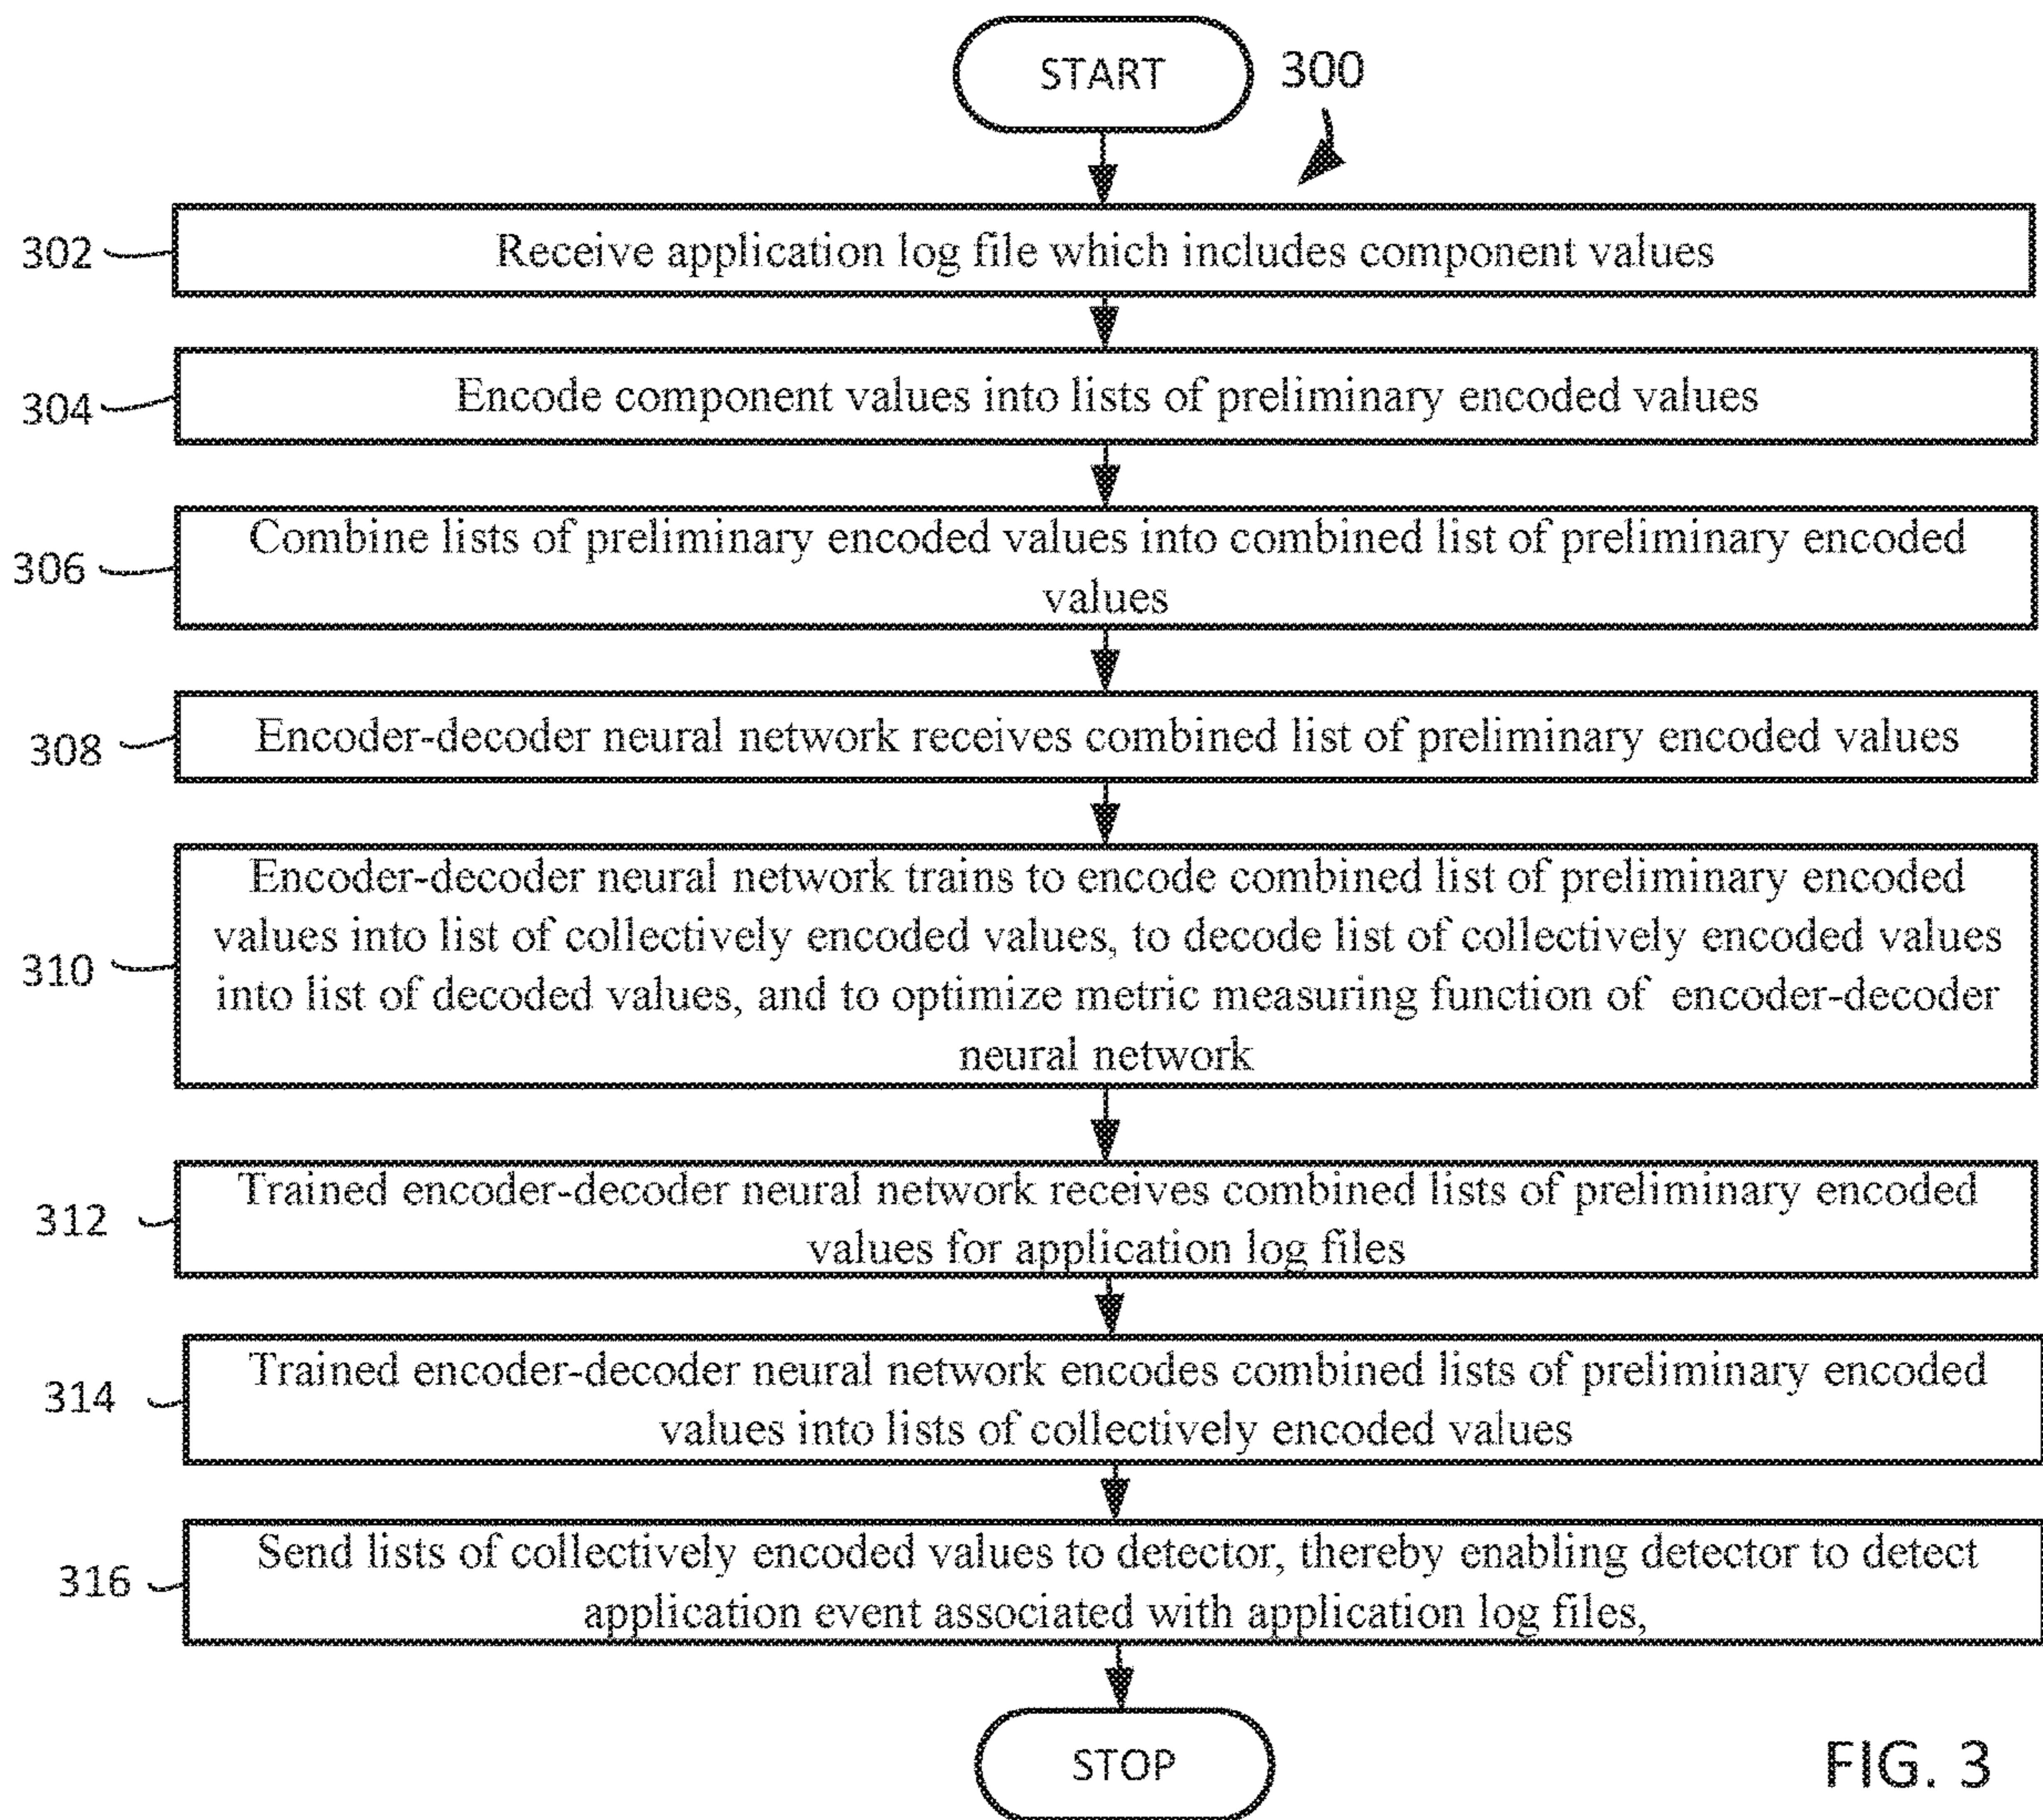 START
300
302
Receive application log file which includes component values
304
Encode component values into lists of preliminary encoded values
306
Combine lists of preliminary encoded values into combined list of preliminary encoded
values
308
Encoder-decoder neural network receives combined list of preliminary encoded values
310
Encoder-decoder neural network trains to encode combined list of preliminary encoded
values into list of collectively encoded values, to decode list of collectively encoded values
into list of decoded values, and to optimize metric measuring function of encoder-decoder
neural network
312
Trained encoder-decoder neural network receives combined lists of preliminary encoded
values for application log files
314
Trained encoder-decoder neural network encodes combined lists of preliminary encoded
values into lists of collectively encoded values
316
Send lists of collectively encoded values to detector, thereby enabling detector to detect
application event associated with application log files,
STOP
FIG. 3